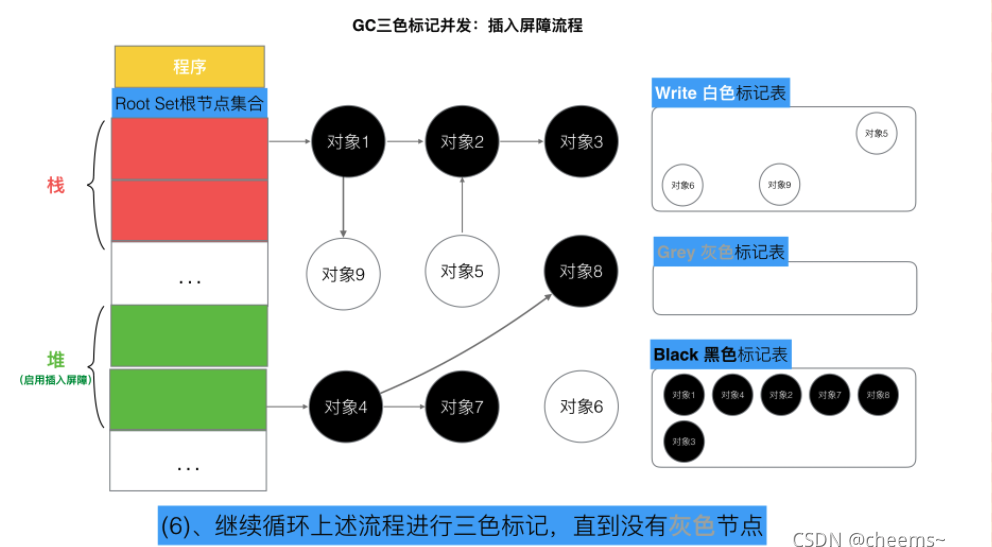 GC三色标记并发：插入屏障流程
程序
Root Set根节点集合
栈
...
堆
(启用插入屏障)
...
对象1
对象2
对象3
对象9
对象5
对象8
对象4
对象7
对象6
Write 白色标记表
对象5
对象6
对象9
Grey 灰色标记表
Black 黑色标记表
对象1
对象4
对象2
对象7
对象8
对象3
(6)、继续循环上述流程进行三色标记，直到没有灰色节点
CSDN @cheems~